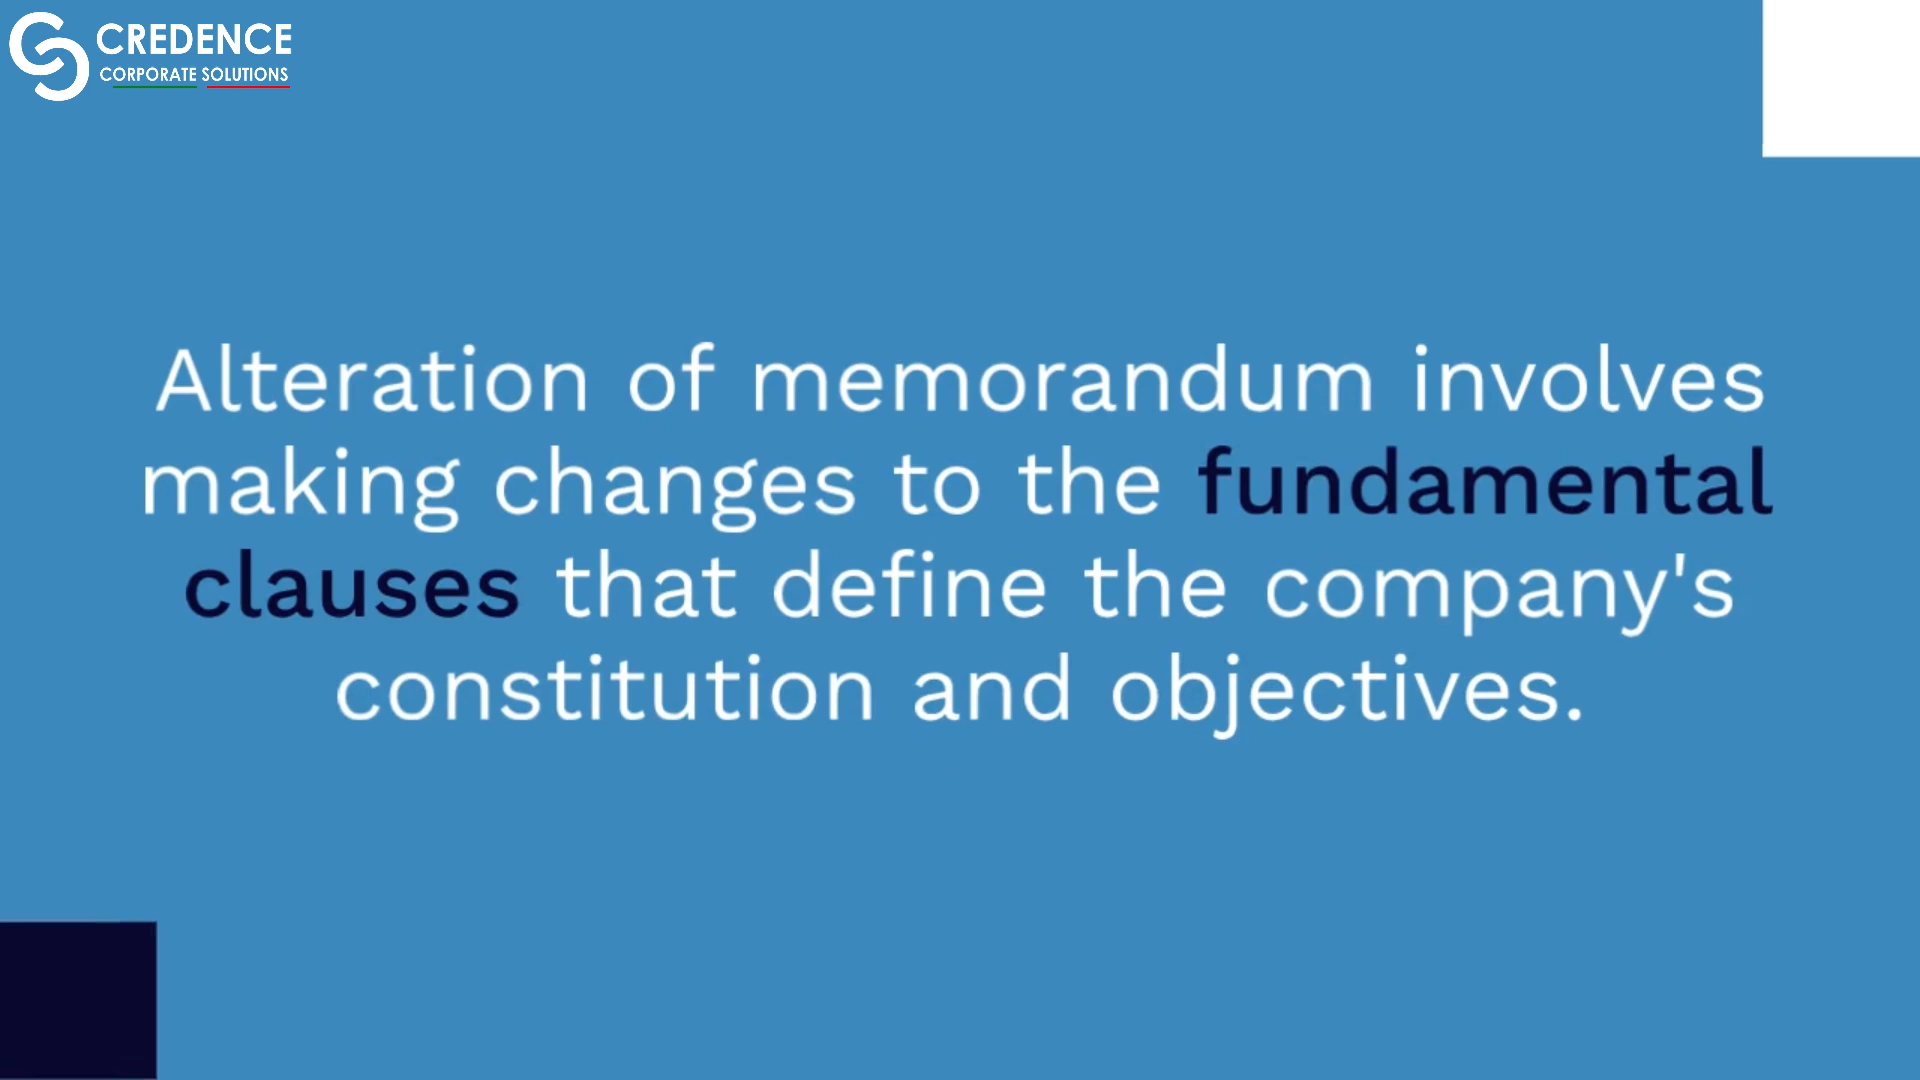 CREDENCE
CORPORATE SOLUTIONS
Alteration of memorandum involves
making changes to the fundamental
clauses that define the company's
constitution and objectives.